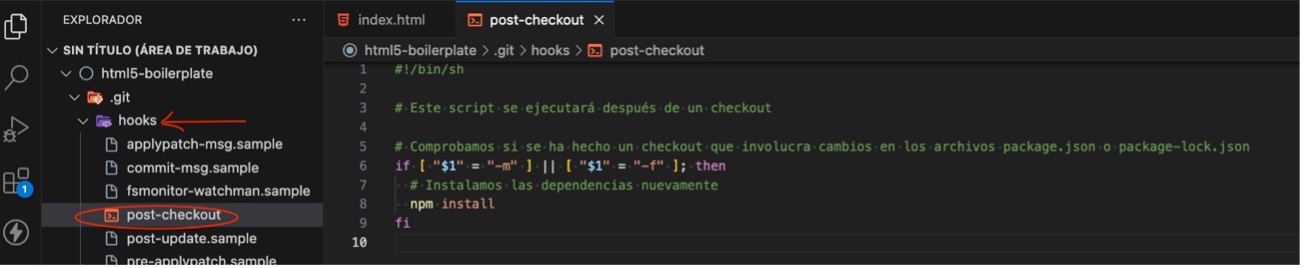 EXPLORADOR ···
SIN TÍTULO (ÁREA DE TRABAJO)
html5-boilerplate
.git
hooks
applypatch-msg.sample
commit-msg.sample
fsmonitor-watchman.sample
post-checkout
post-update.sample
pre-applypatch.sample
1
index.html
post-checkout ×
html5-boilerplate > .git > hooks > post-checkout
1 #!/bin/sh
2
3 # Este script se ejecutará después de un checkout
4
5 # Comprobamos si se ha hecho un checkout que involucra cambios en los archivos package.json o package-lock.json
6 if [ "$1" = "-m" ] || [ "$1" = "-f" ]; then
7 # Instalamos las dependencias nuevamente
8 npm install
9 fi
10